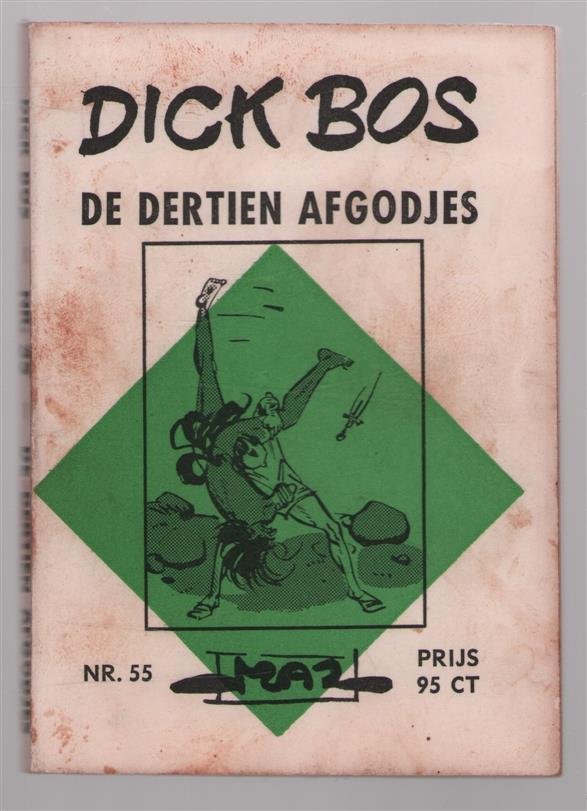 DICK BOS
DE DERTIEN AFGODJES
NR. 55
MAZ
PRIJS
95 CT